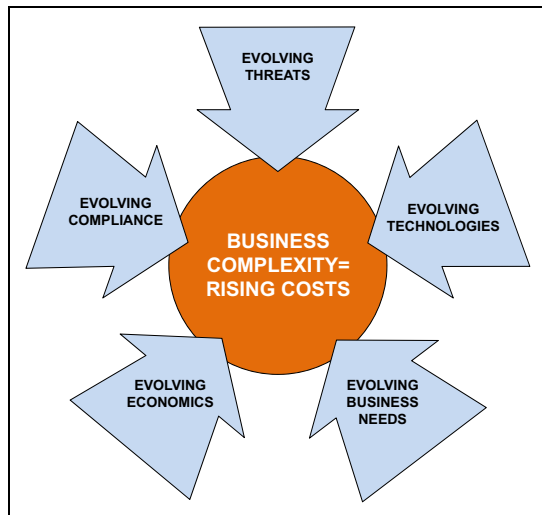 EVOLVING
THREATS
EVOLVING
COMPLIANCE
EVOLVING
TECHNOLOGIES
BUSINESS
COMPLEXITY=
RISING COSTS
EVOLVING
ECONOMICS
EVOLVING
BUSINESS
NEEDS